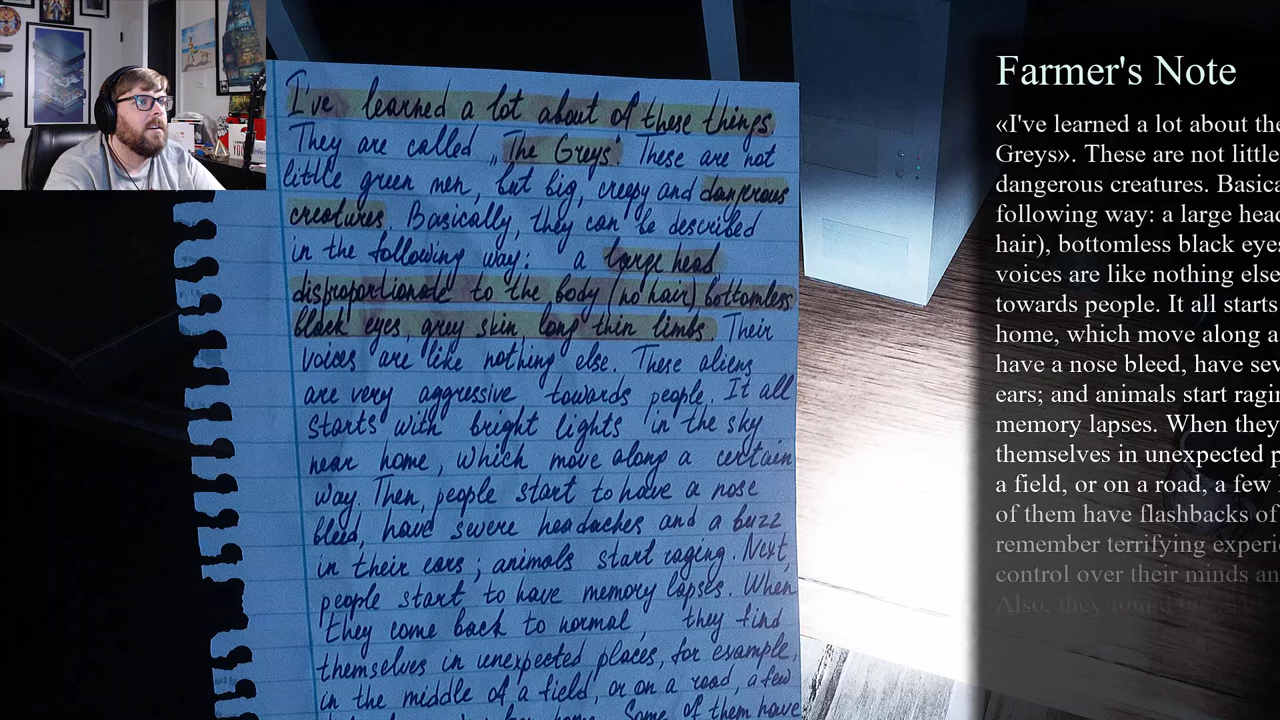 I've learned a lot about of these things
They are called „The Greys" These are not
little green men, but big, creepy and dangerous
creatures. Basically, they can be described
in the following way: a large head
disproportionate to the body (no hair) bottomless
black eyes, grey skin long thin limbs. Their
voices are like nothing else. These aliens
are very aggressive towards people. It all
starts with bright lights in the sky
near home, which move along a certain
way. Then, people start to have a nose
bleed, have severe headaches and a buzz
in their ears; animals start raging. Next,
people start to have memory lapses. When
they come back to normal, they find
themselves in unexpected places, for example,
in the middle of a field, or on a road, a few
Some of them have
Farmer's Note
«I've learned a lot about the
Greys». These are not little
dangerous creatures. Basica
following way: a large head
hair), bottomless black eyes
voices are like nothing else
towards people. It all starts
home, which move along a
have a nose bleed, have sev
ears; and animals start ragi
memory lapses. When they
themselves in unexpected p
a field, or on a road, a few
of them have flashbacks of
remember terrifying experi
control over their minds an
Also, they found